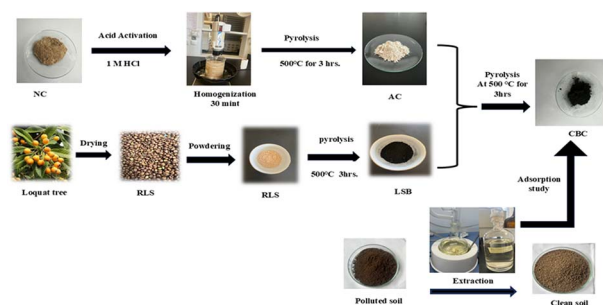 Acid Activation
1 M HCl
NC
Homogenization
30 mint
Pyrolysis
500°C for 3 hrs.
AC
Pyrolysis
At 500 °C for
3hrs
CBC
Loquat tree
Drying
RLS
Powdering
RLS
pyrolysis
500°C 3hrs.
LSB
Adsorption
study
Polluted soil
Extraction
Clean soil